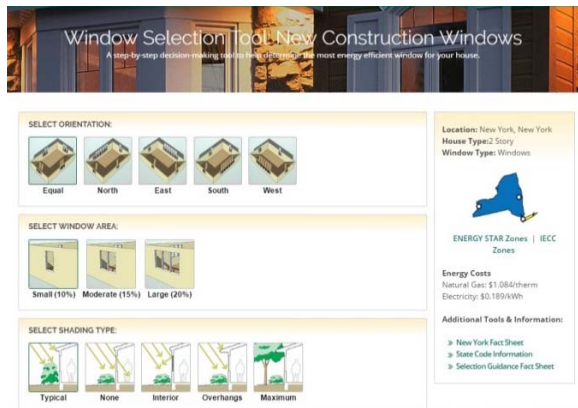 Window Selection Tool: New Construction Windows
A step-by-step decision-making tool to help determine the most energy efficient window for your house.
SELECT ORIENTATION:
Equal North East South West
SELECT WINDOW AREA:
Small (10%) Moderate (15%) Large (20%)
SELECT SHADING TYPE:
Typical None Interior Overhangs Maximum
Location: New York, New York
House Type:2 Story
Window Type: Windows
ENERGY STAR Zones | IECC
Zones
Energy Costs
Natural Gas: $1.084/therm
Electricity: $0.189/kWh
Additional Tools & Information:
» New York Fact Sheet
» State Code Information
» Selection Guidance Fact Sheet